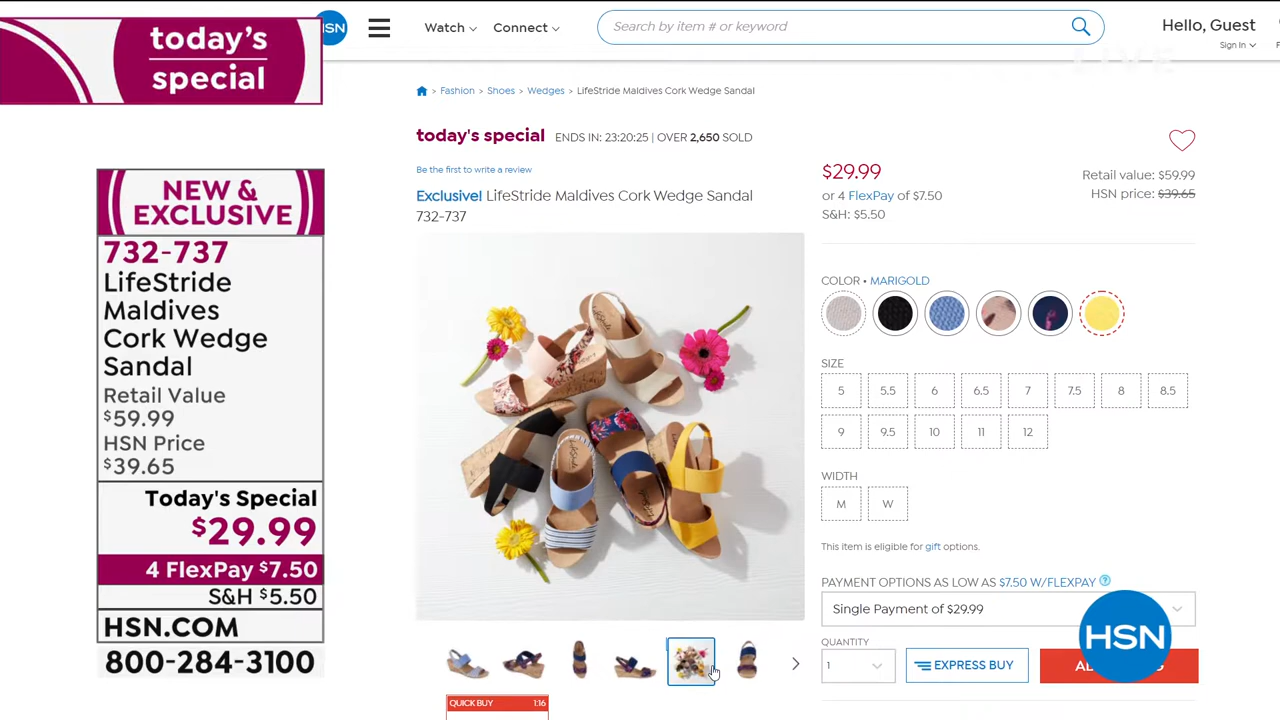 today's
special
HSN
Watch
Connect
Search by item # or keyword
Hello, Guest
Sign In
LIVE
Fashion > Shoes > Wedges > LifeStride Maldives Cork Wedge Sandal
today's special ENDS IN: 23:20:25 | OVER 2,650 SOLD
Be the first to write a review
Exclusive! LifeStride Maldives Cork Wedge Sandal
732-737
$29.99
or 4 FlexPay of $7.50
S&H: $5.50
Retail value: $59.99
HSN price: $39.65
NEW &
EXCLUSIVE
732-737
LifeStride
Maldives
Cork Wedge
Sandal
Retail Value
$59.99
HSN Price
$39.65
Today's Special
$29.99
4 FlexPay $7.50
S&H $5.50
HSN.COM
800-284-3100
COLOR • MARIGOLD
SIZE
5 5.5 6 6.5 7 7.5 8 8.5
9 9.5 10 11 12
WIDTH
M W
This item is eligible for gift options.
PAYMENT OPTIONS AS LOW AS $7.50 W/FLEXPAY ?
Single Payment of $29.99
QUANTITY
1
EXPRESS BUY
HSN
QUICK BUY 1:16